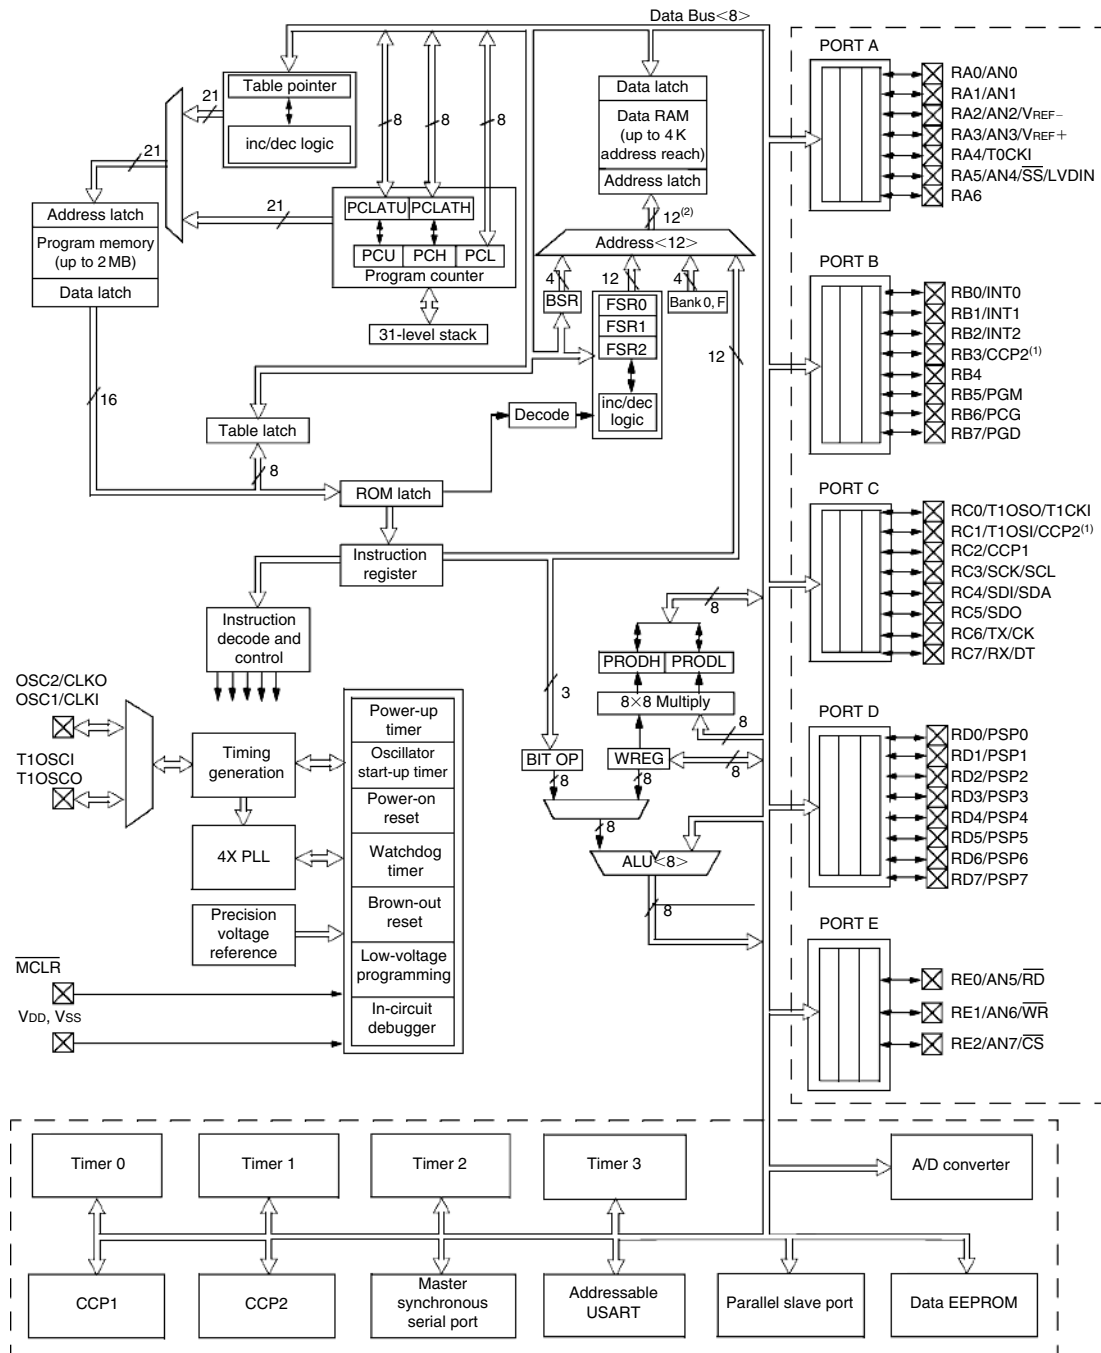 Data Bus<8>
PORT A
RA0/AN0
RA1/AN1
RA2/AN2/VREF−
RA3/AN3/VREF+
RA4/T0CKI
RA5/AN4/SS/LVDIN
RA6
21
Table pointer
inc/dec logic
8
8
8
Data latch
Data RAM
(up to 4K
address reach)
Address latch
21
21
Address latch
Program memory
(up to 2MB)
Data latch
PCLATU
PCLATH
PCU
PCH
PCL
Program counter
31-level stack
12(2)
Address<12>
4
12
4
BSR
FSR0
FSR1
FSR2
inc/dec
logic
Bank0, F
12
PORT B
RB0/INT0
RB1/INT1
RB2/INT2
RB3/CCP2(1)
RB4
RB5/PGM
RB6/PCG
RB7/PGD
16
Table latch
Decode
8
ROM latch
Instruction
register
PORT C
RC0/T1OSO/T1CKI
RC1/T1OSI/CCP2(1)
RC2/CCP1
RC3/SCK/SCL
RC4/SDI/SDA
RC5/SDO
RC6/TX/CK
RC7/RX/DT
Instruction
decode and
control
8
PRODH
PRODL
8×8 Multiply
3
8
BIT OP
WREG
8
8
8
8
ALU<8>
8
OSC2/CLKO
OSC1/CLKI
T1OSCI
T1OSCO
Timing
generation
4X PLL
Precision
voltage
reference
Power-up
timer
Oscillator
start-up timer
Power-on
reset
Watchdog
timer
Brown-out
reset
Low-voltage
programming
In-circuit
debugger
MCLR
VDD, VSS
PORT D
RD0/PSP0
RD1/PSP1
RD2/PSP2
RD3/PSP3
RD4/PSP4
RD5/PSP5
RD6/PSP6
RD7/PSP7
PORT E
RE0/AN5/RD
RE1/AN6/WR
RE2/AN7/CS
Timer 0
Timer 1
Timer 2
Timer 3
A/D converter
CCP1
CCP2
Master
synchronous
serial port
Addressable
USART
Parallel slave port
Data EEPROM